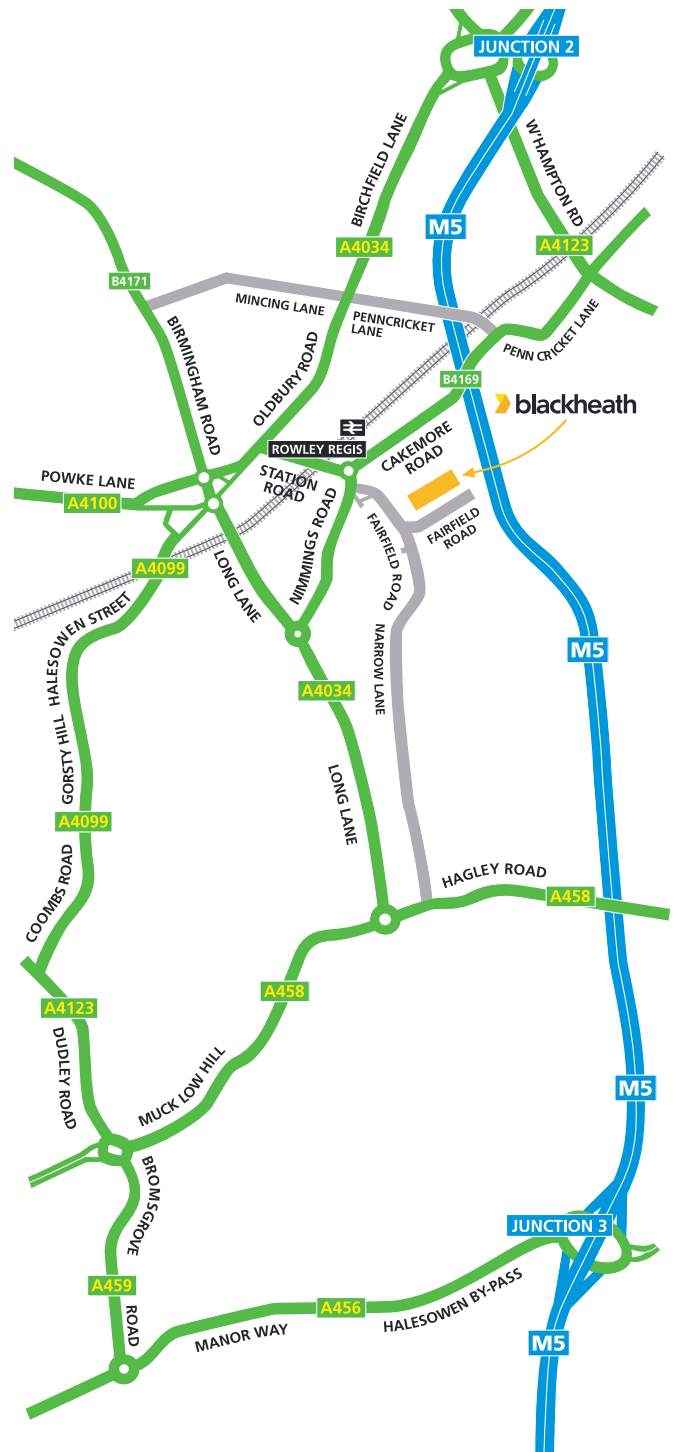 JUNCTION 2
BIRCHFIELD LANE
W'HAMPTON RD
M5
A4034
A4123
B4171
MINCING LANE
PENNCRICKET
LANE
PENN CRICKET LANE
BIRMINGHAM ROAD
OLDBURY ROAD
B4169
blackheath
ROWLEY REGIS
CAKEMORE
ROAD
POWKE LANE
A4100
STATION
ROAD
NIMMINGS ROAD
FAIRFIELD ROAD
FAIRFIELD
ROAD
A4099
LONG LANE
HALESOWEN STREET
NARROW LANE
M5
A4034
GORSTY HILL
LONG LANE
A4099
COOMBS ROAD
HAGLEY ROAD
A458
A458
A4123
DUDLEY ROAD
MUCK LOW HILL
M5
BROMSGROVE
JUNCTION 3
A459
ROAD
A456
HALESOWEN BY-PASS
MANOR WAY
M5